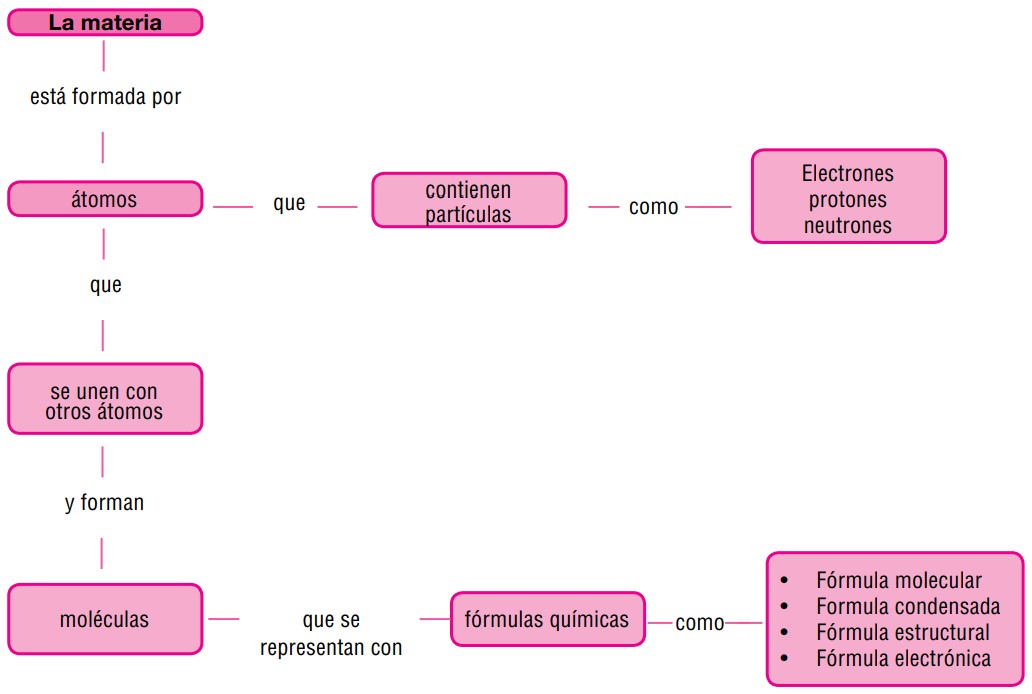 La materia
está formada por
átomos
que
contienen
partículas
como
Electrones
protones
neutrones
que
se unen con
otros átomos
y forman
moléculas
que se
representan con
fórmulas químicas
como
• Fórmula molecular
• Formula condensada
• Fórmula estructural
• Fórmula electrónica